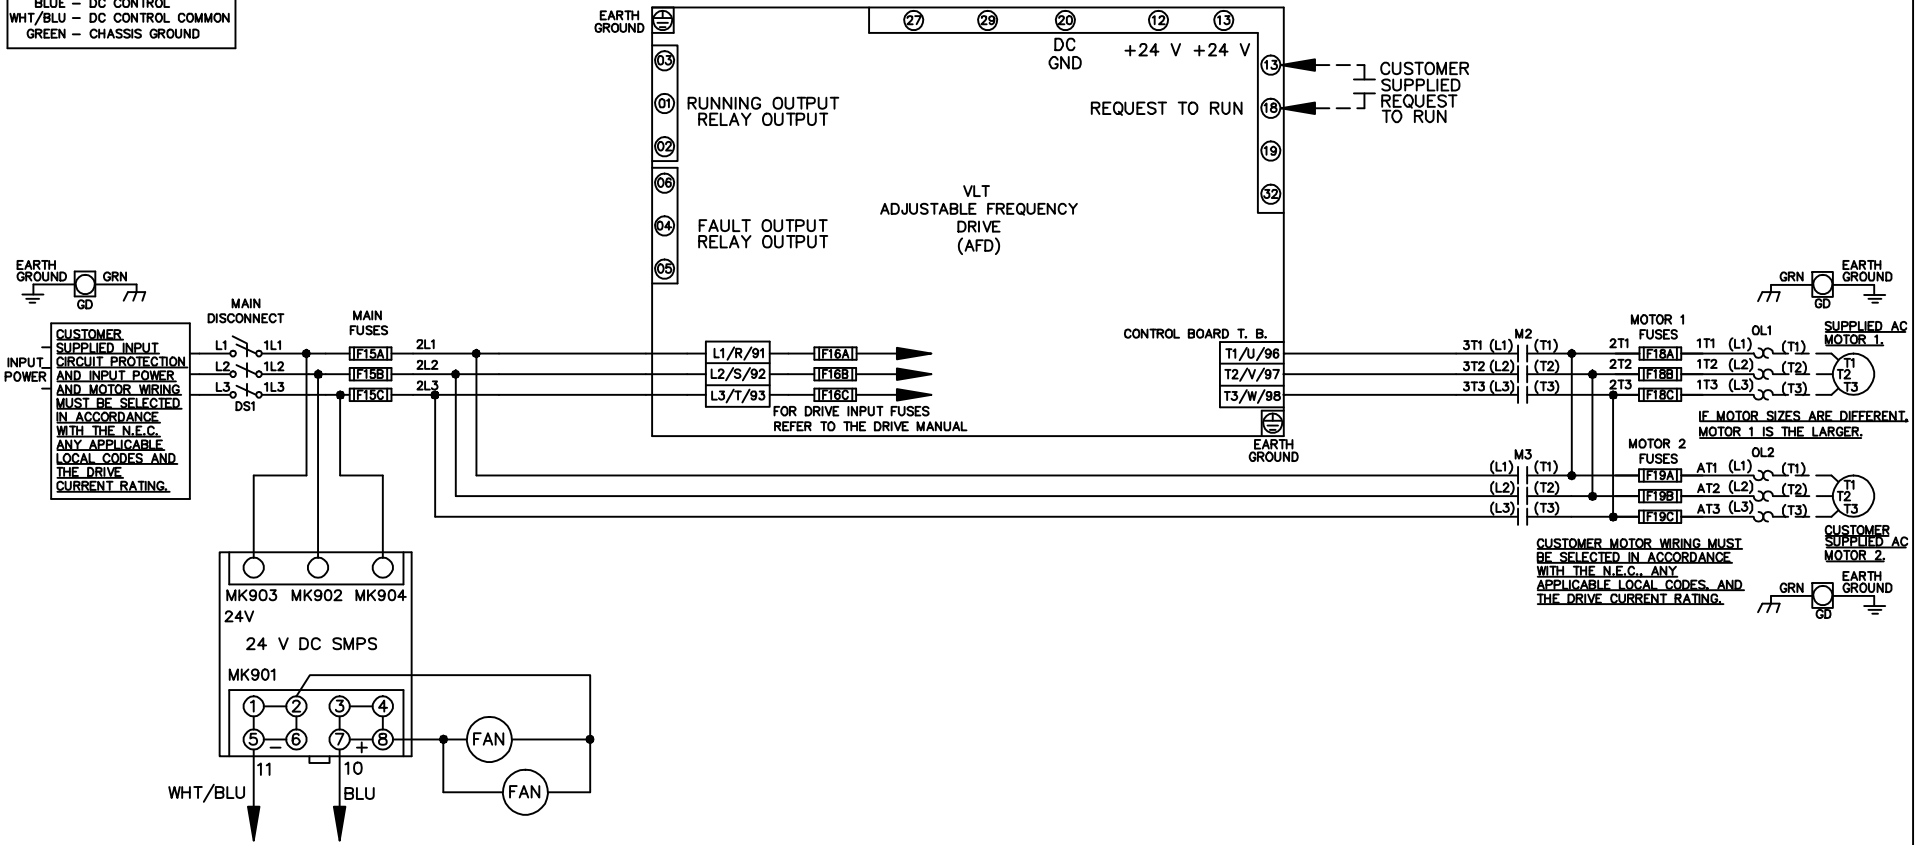 BLUE – DC CONTROL
WHT/BLU – DC CONTROL COMMON
GREEN – CHASSIS GROUND
EARTH
GROUND
27 29 20 12 13
DC
GND
+24 V +24 V
03
01
02
RUNNING OUTPUT
RELAY OUTPUT
06
04
05
FAULT OUTPUT
RELAY OUTPUT
13
18
19
32
REQUEST TO RUN
CUSTOMER
SUPPLIED
REQUEST
TO RUN
VLT
ADJUSTABLE FREQUENCY
DRIVE
(AFD)
EARTH
GROUND
GRN
GD
INPUT
POWER
CUSTOMER
SUPPLIED INPUT
CIRCUIT PROTECTION
AND INPUT POWER
AND MOTOR WIRING
MUST BE SELECTED
IN ACCORDANCE
WITH THE N.E.C.
ANY APPLICABLE
LOCAL CODES AND
THE DRIVE
CURRENT RATING.
MAIN
DISCONNECT
L1 1L1
L2 1L2
L3 1L3
DS1
MAIN
FUSES
F15A
F15B
F15C
2L1
2L2
2L3
L1/R/91
L2/S/92
L3/T/93
F16A
F16B
F16C
FOR DRIVE INPUT FUSES
REFER TO THE DRIVE MANUAL
CONTROL BOARD T. B.
T1/U/96
T2/V/97
T3/W/98
EARTH
GROUND
M2
3T1 (L1) (T1)
3T2 (L2) (T2)
3T3 (L3) (T3)
MOTOR 1
FUSES
2T1 F18A 1T1 (L1)
2T2 F18B 1T2 (L2)
2T3 F18C 1T3 (L3)
OL1
(T1)
(T2)
(T3)
T1
T2
T3
GRN
GD
EARTH
GROUND
SUPPLIED AC
MOTOR 1.
IF MOTOR SIZES ARE DIFFERENT,
MOTOR 1 IS THE LARGER.
M3
(L1) (T1)
(L2) (T2)
(L3) (T3)
MOTOR 2
FUSES
F19A AT1 (L1)
F19B AT2 (L2)
F19C AT3 (L3)
OL2
(T1)
(T2)
(T3)
T1
T2
T3
CUSTOMER
SUPPLIED AC
MOTOR 2.
CUSTOMER MOTOR WIRING MUST
BE SELECTED IN ACCORDANCE
WITH THE N.E.C., ANY
APPLICABLE LOCAL CODES, AND
THE DRIVE CURRENT RATING.
GRN
GD
EARTH
GROUND
MK903 MK902 MK904
24V
24 V DC SMPS
MK901
1 2 3 4
5 – 6 7 + 8
11
10
WHT/BLU
BLU
FAN
FAN